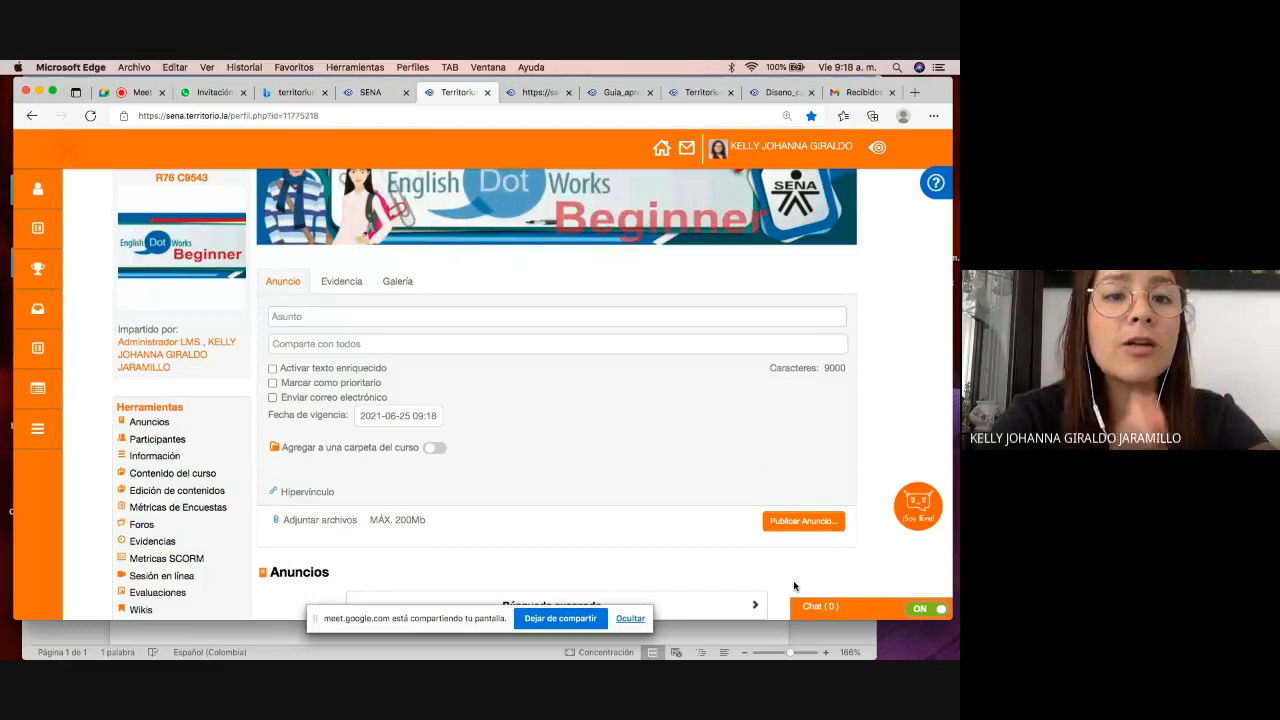 Microsoft Edge Archivo Editar Ver Historial Favoritos Herramientas Perfiles TAB Ventana Ayuda 100% Vie 9:18 a. m.
Meet Invitación territori SENA Territoriu https://se Guia_apr Territori Diseno_cu Recibido
https://sena.territorio.la/perfil.php?id=11775218
KELLY JOHANNA GIRALDO
R76 C9543
English Dot Works
Beginner
SENA
English Dot Works
Beginner
Impartido por:
Administrador LMS , KELLY
JOHANNA GIRALDO
JARAMILLO
Herramientas
Anuncios
Participantes
Información
Contenido del curso
Edición de contenidos
Métricas de Encuestas
Foros
Evidencias
Metricas SCORM
Sesión en línea
Evaluaciones
Wikis
Anuncio Evidencia Galería
Asunto
Comparte con todos
Activar texto enriquecido Caracteres: 9000
Marcar como prioritario
Enviar correo electrónico
Fecha de vigencia: 2021-06-25 09:18
Agregar a una carpeta del curso
Hipervínculo
Adjuntar archivos MÁX. 200Mb Publicar Anuncio...
Anuncios
¡Soy Eva!
Chat ( 0 ) ON
meet.google.com está compartiendo tu pantalla. Dejar de compartir Ocultar
Página 1 de 1 1 palabra Español (Colombia) Concentración 166%
KELLY JOHANNA GIRALDO JARAMILLO